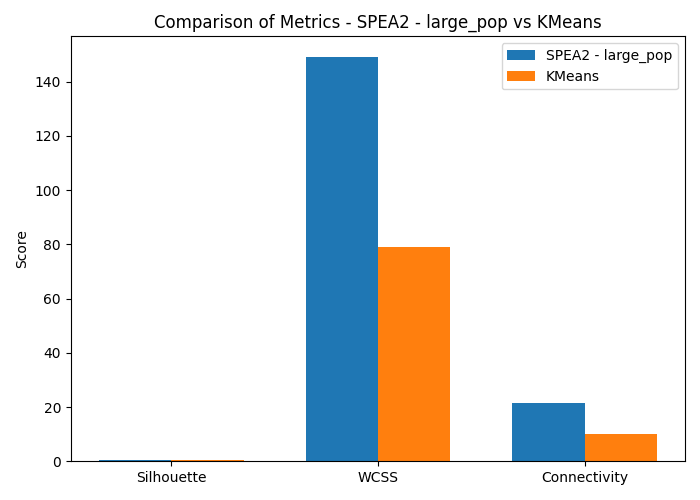 Comparison of Metrics - SPEA2 - large_pop vs KMeans
SPEA2 - large_pop
KMeans
Score
140
120
100
80
60
40
20
0
Silhouette
WCSS
Connectivity